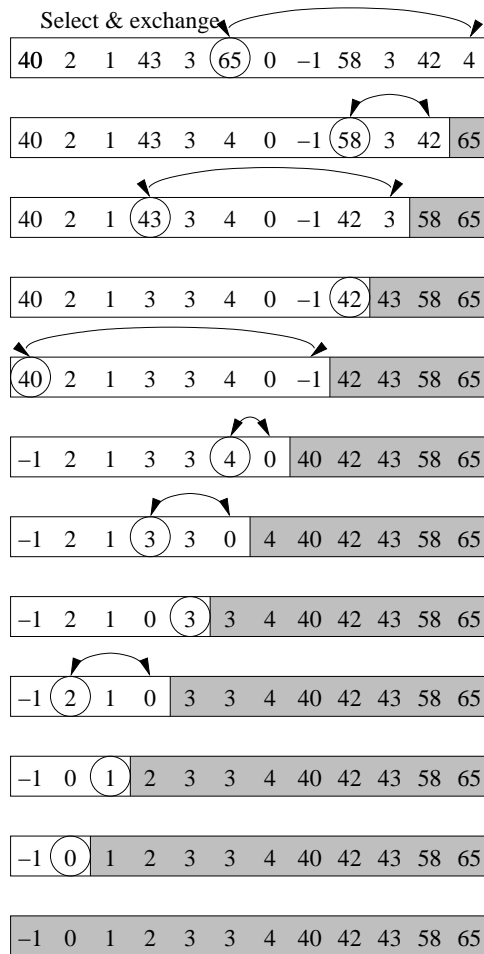 Select & exchange
40 2 1 43 3 65 0 –1 58 3 42 4
40 2 1 43 3 4 0 –1 58 3 42 65
40 2 1 43 3 4 0 –1 42 3 58 65
40 2 1 3 3 4 0 –1 42 43 58 65
40 2 1 3 3 4 0 –1 42 43 58 65
–1 2 1 3 3 4 0 40 42 43 58 65
–1 2 1 3 3 0 4 40 42 43 58 65
–1 2 1 0 3 3 4 40 42 43 58 65
–1 2 1 0 3 3 4 40 42 43 58 65
–1 0 1 2 3 3 4 40 42 43 58 65
–1 0 1 2 3 3 4 40 42 43 58 65
–1 0 1 2 3 3 4 40 42 43 58 65